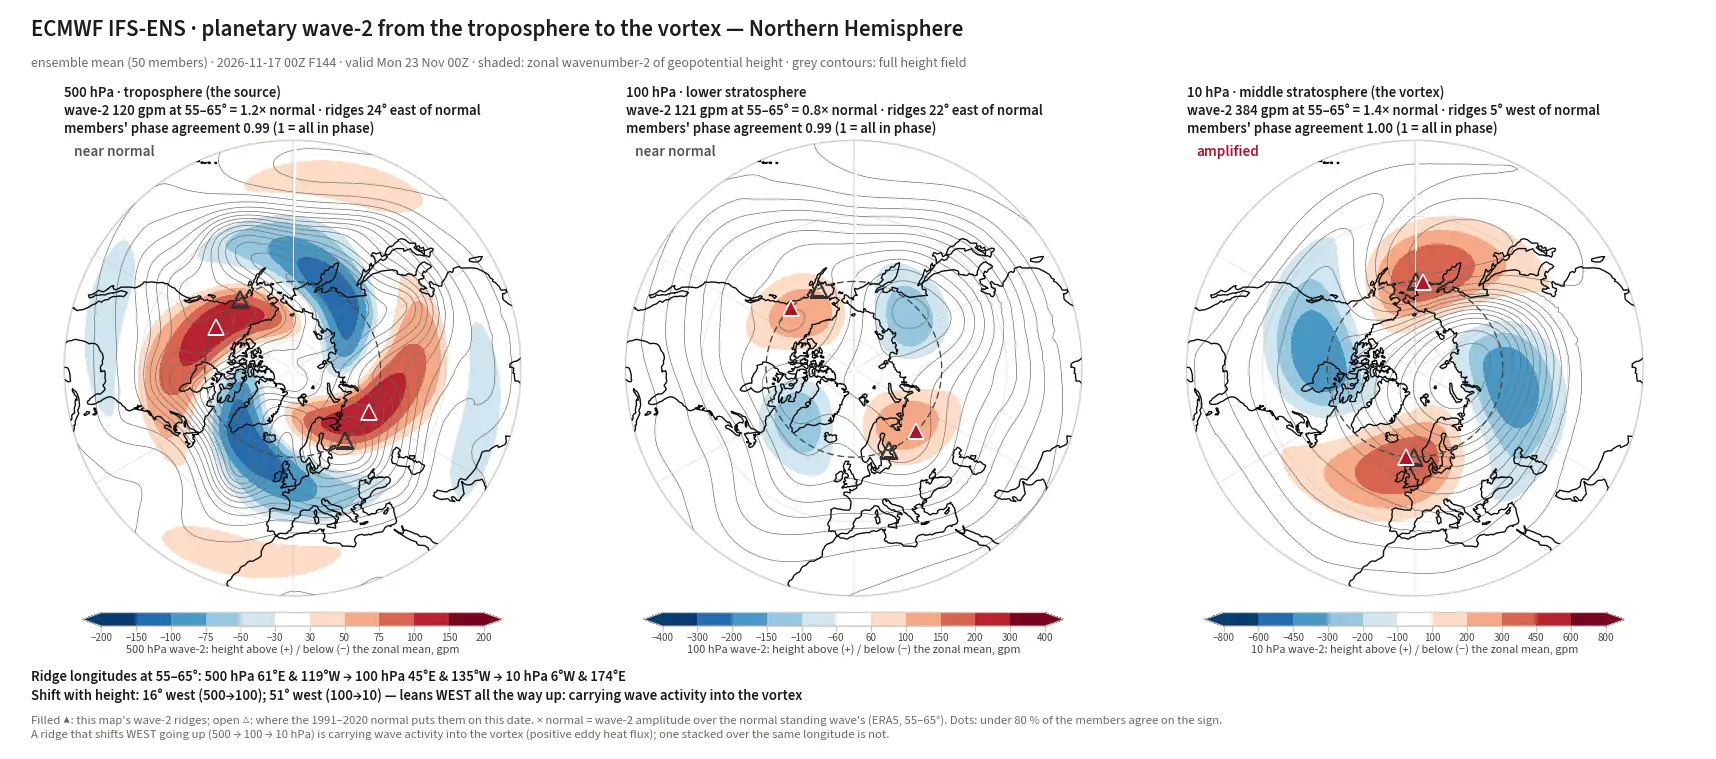 ECMWF IFS-ENS · planetary wave-2 from the troposphere to the vortex — Northern Hemisphere
ensemble mean (50 members) · 2026-11-17 00Z F144 · valid Mon 23 Nov 00Z · shaded: zonal wavenumber-2 of geopotential height · grey contours: full height field
500 hPa · troposphere (the source)
wave-2 120 gpm at 55–65° = 1.2× normal · ridges 24° east of normal
members' phase agreement 0.99 (1 = all in phase)
near normal
100 hPa · lower stratosphere
wave-2 121 gpm at 55–65° = 0.8× normal · ridges 22° east of normal
members' phase agreement 0.99 (1 = all in phase)
near normal
10 hPa · middle stratosphere (the vortex)
wave-2 384 gpm at 55–65° = 1.4× normal · ridges 5° west of normal
members' phase agreement 1.00 (1 = all in phase)
amplified
−200 −150 −100 −75 −50 −30 30 50 75 100 150 200
500 hPa wave-2: height above (+) / below (−) the zonal mean, gpm
−400 −300 −200 −150 −100 −60 60 100 150 200 300 400
100 hPa wave-2: height above (+) / below (−) the zonal mean, gpm
−800 −600 −450 −300 −200 −100 100 200 300 450 600 800
10 hPa wave-2: height above (+) / below (−) the zonal mean, gpm
Ridge longitudes at 55–65°: 500 hPa 61°E & 119°W → 100 hPa 45°E & 135°W → 10 hPa 6°W & 174°E
Shift with height: 16° west (500→100); 51° west (100→10) — leans WEST all the way up: carrying wave activity into the vortex
Filled ▲: this map's wave-2 ridges; open △: where the 1991–2020 normal puts them on this date. × normal = wave-2 amplitude over the normal standing wave's (ERA5, 55–65°). Dots: under 80 % of the members agree on the sign.
A ridge that shifts WEST going up (500 → 100 → 10 hPa) is carrying wave activity into the vortex (positive eddy heat flux); one stacked over the same longitude is not.